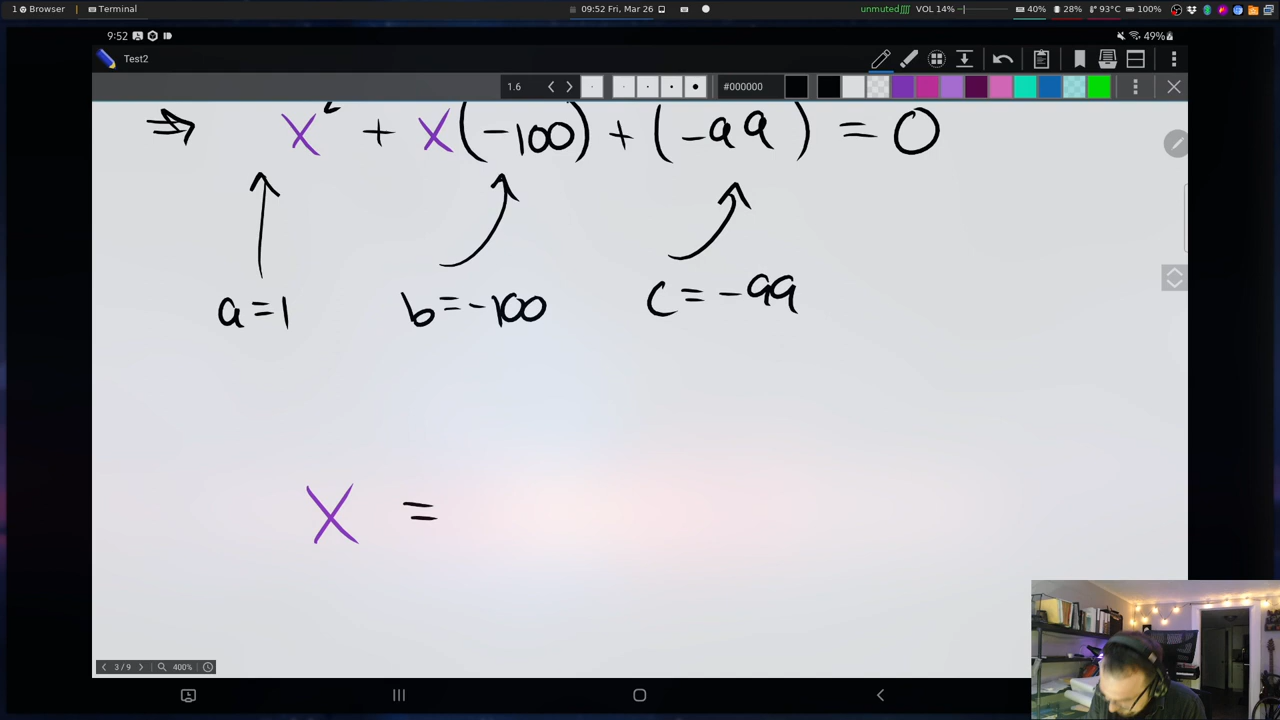 1 Browser Terminal 09:52 Fri, Mar 26 unmuted VOL 14% 40% 28% 93°C 100%
9:52 49%
Test2
1.6 #000000
⇒ x² + x(-100) + (-99) = 0
a=1 b=-100 c=-99
x =
3 / 9 400%